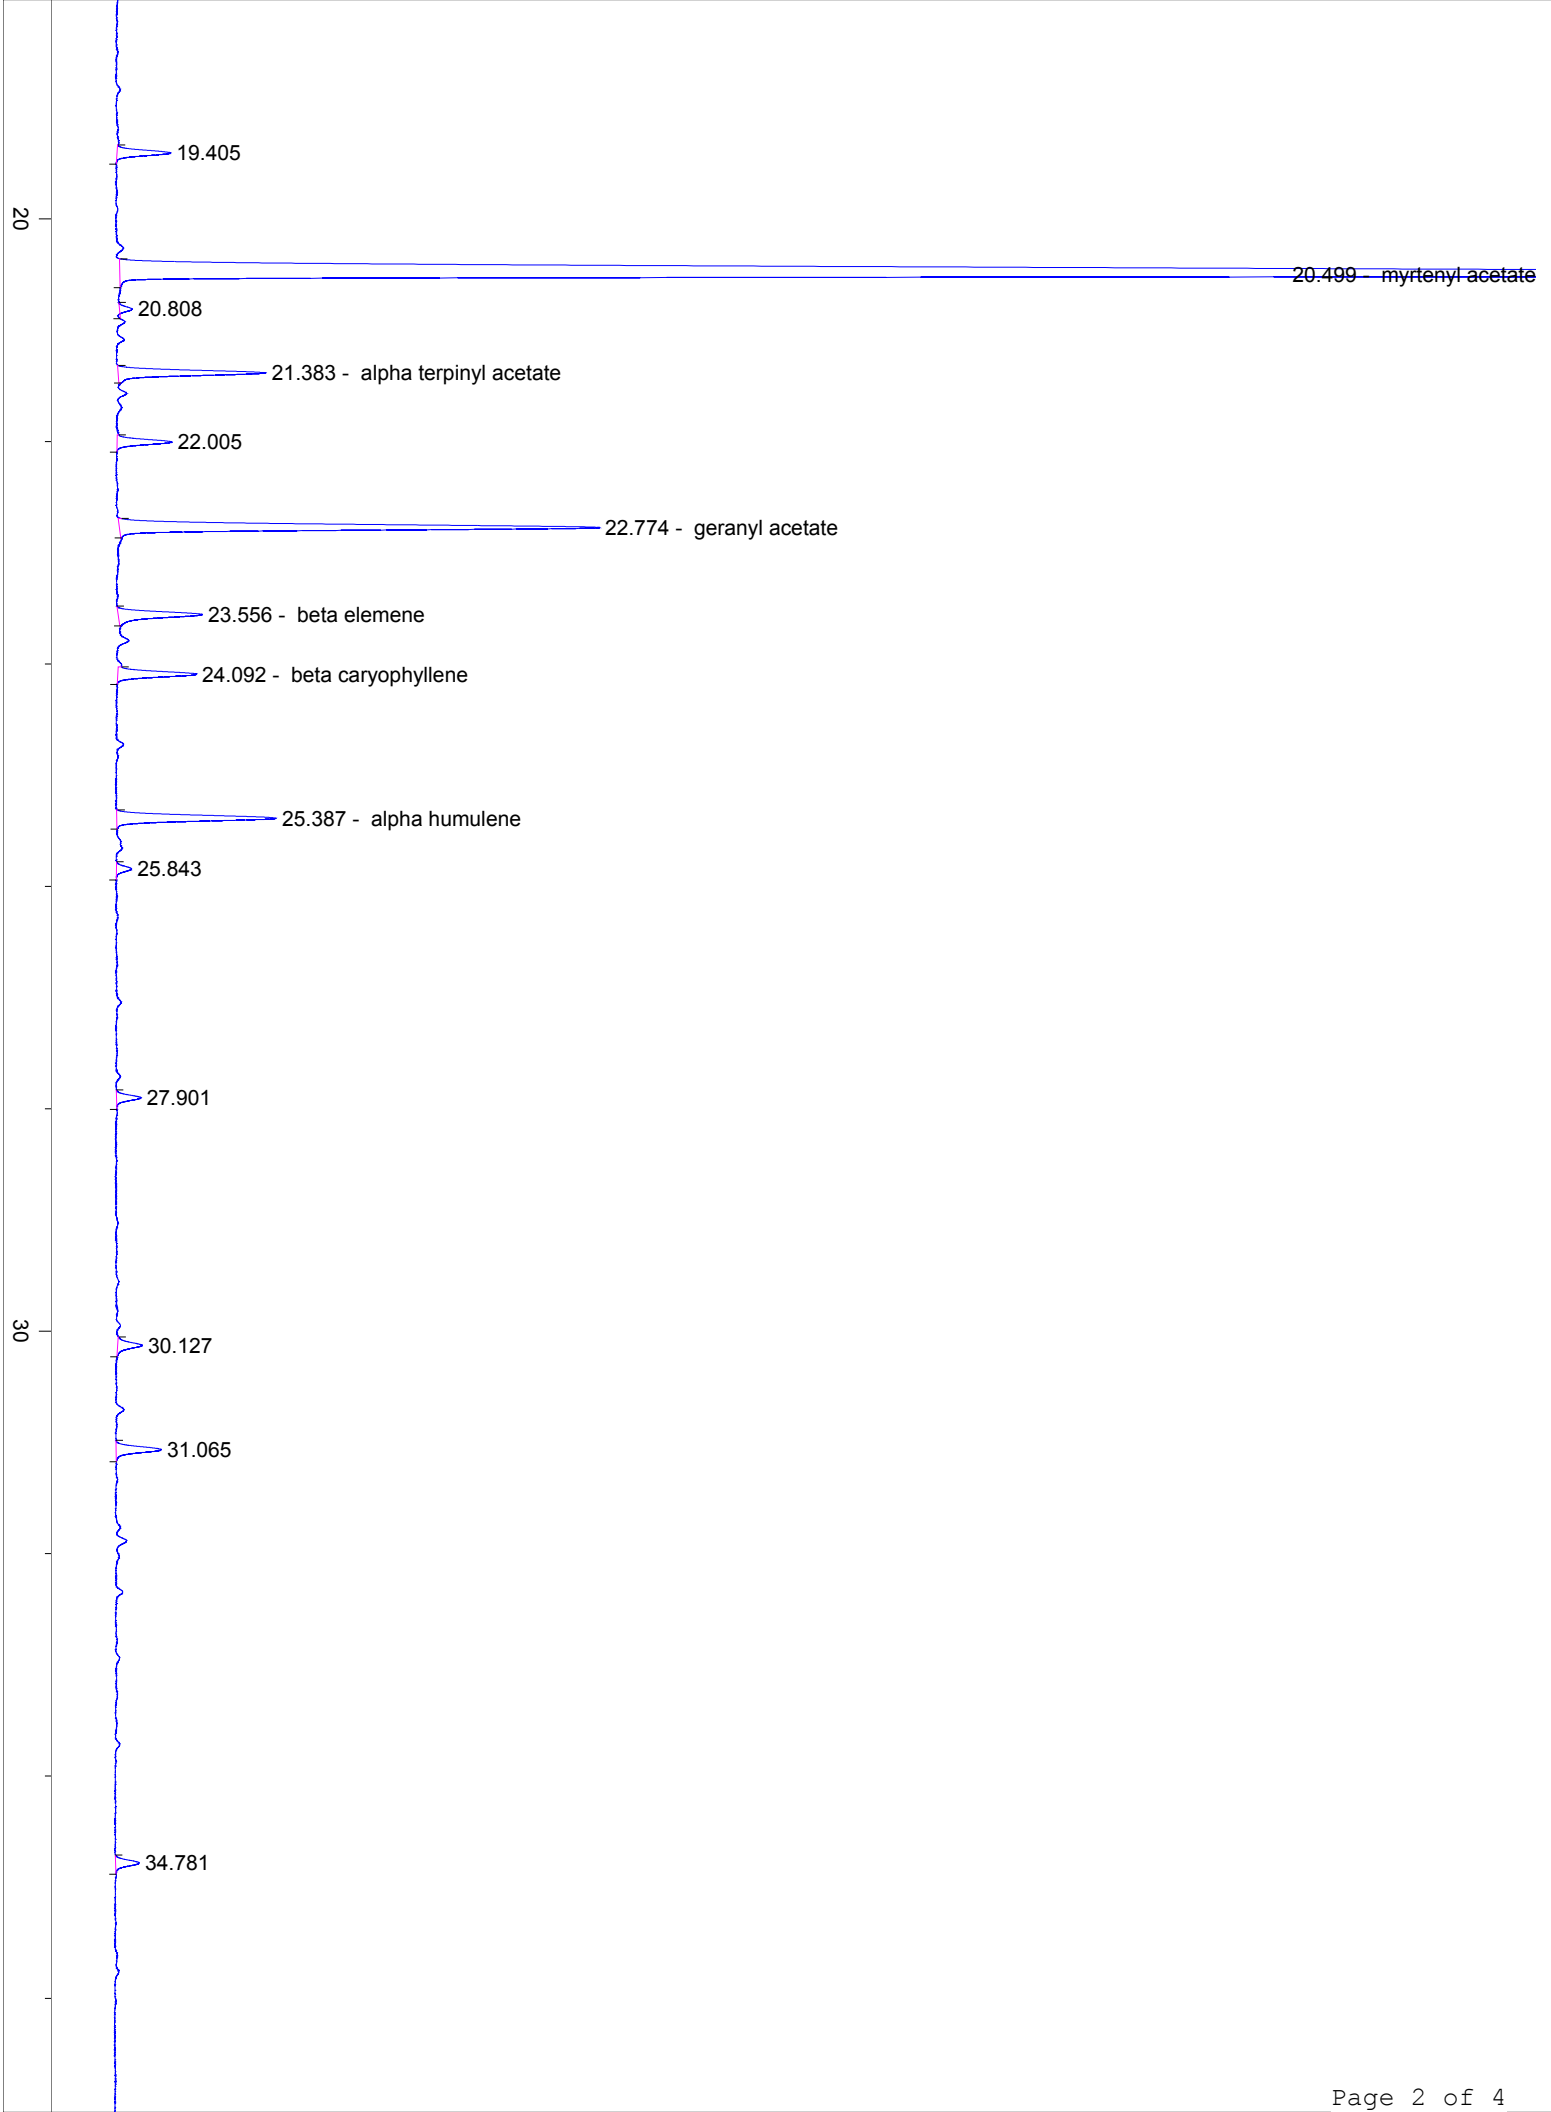 19.405
20
20.499 - myrtenyl acetate
20.808
21.383 - alpha terpinyl acetate
22.005
22.774 - geranyl acetate
23.556 - beta elemene
24.092 - beta caryophyllene
25.387 - alpha humulene
25.843
27.901
30
30.127
31.065
34.781
Page 2 of 4